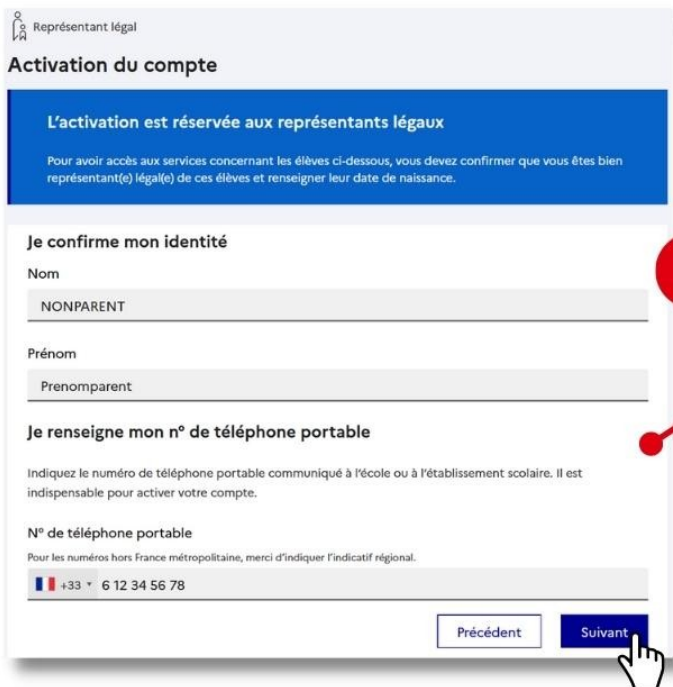 Représentant légal
Activation du compte
L'activation est réservée aux représentants légaux
Pour avoir accès aux services concernant les élèves ci-dessous, vous devez confirmer que vous êtes bien
représentant(e) légal(e) de ces élèves et renseigner leur date de naissance.
Je confirme mon identité
Nom
NONPARENT
Prénom
Prenomparent
Je renseigne mon n° de téléphone portable
Indiquez le numéro de téléphone portable communiqué à l'école ou à l'établissement scolaire. Il est
indispensable pour activer votre compte.
N° de téléphone portable
Pour les numéros hors France métropolitaine, merci d'indiquer l'indicatif régional.
+33 6 12 34 56 78
Précédent Suivant